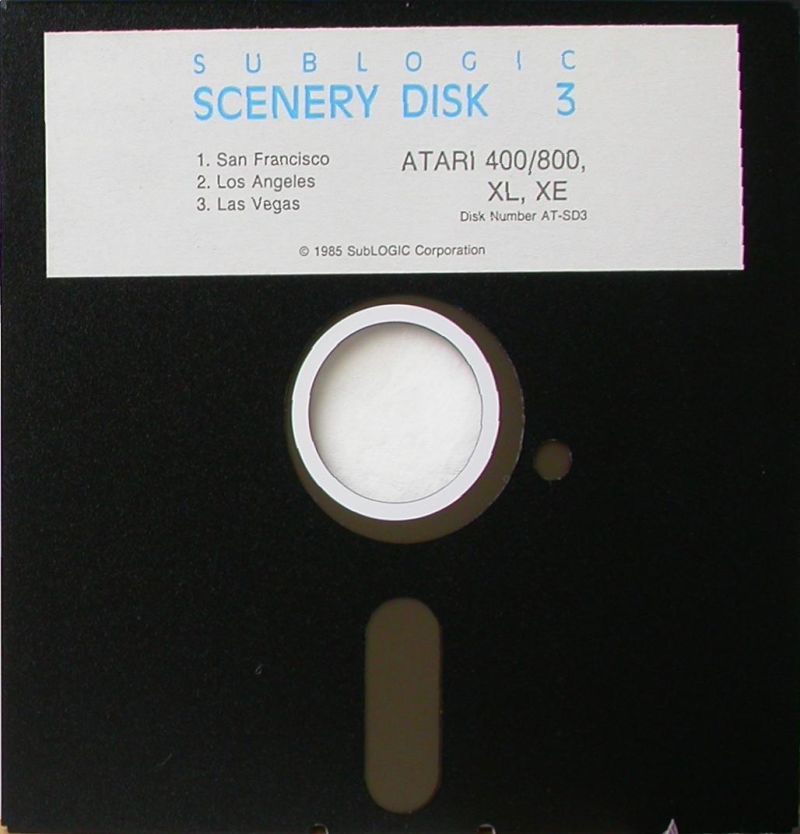 SUBLOGIC
SCENERY DISK 3
1. San Francisco
2. Los Angeles
3. Las Vegas
ATARI 400/800,
XL, XE
Disk Number AT-SD3
© 1985 SubLOGIC Corporation